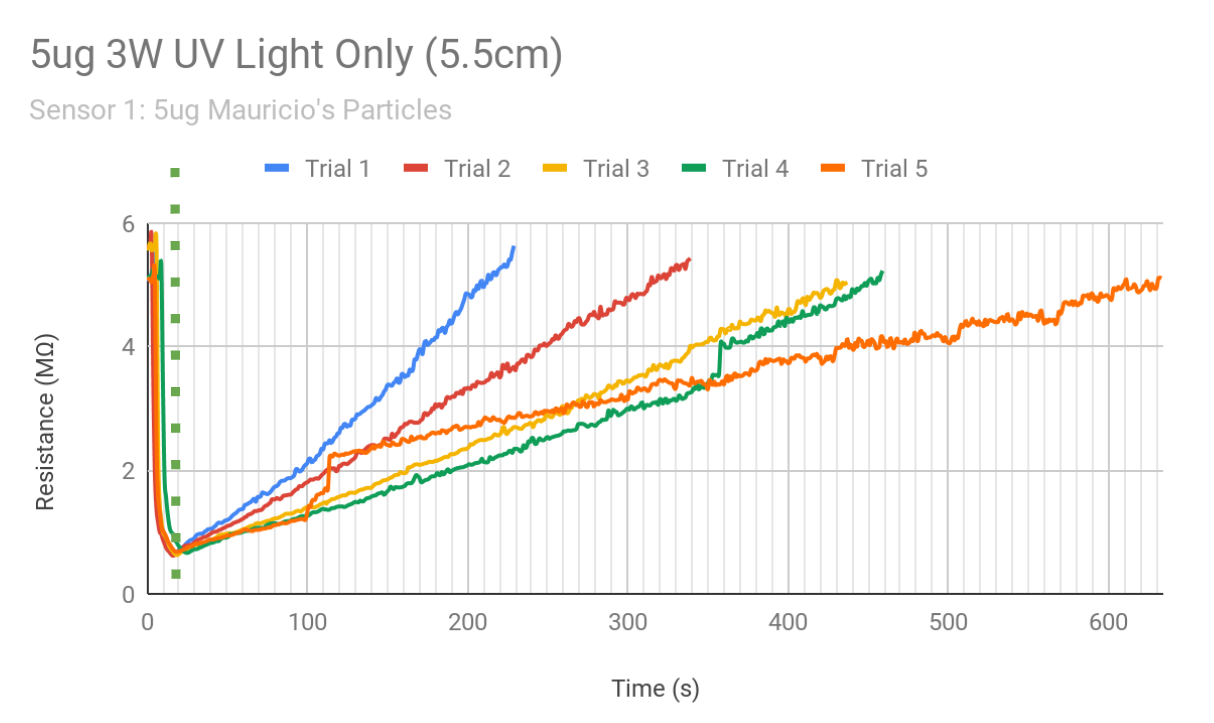 5ug 3W UV Light Only (5.5cm)
Sensor 1: 5ug Mauricio's Particles
Trial 1 Trial 2 Trial 3 Trial 4 Trial 5
6
4
2
0
Resistance (MΩ)
0 100 200 300 400 500 600
Time (s)